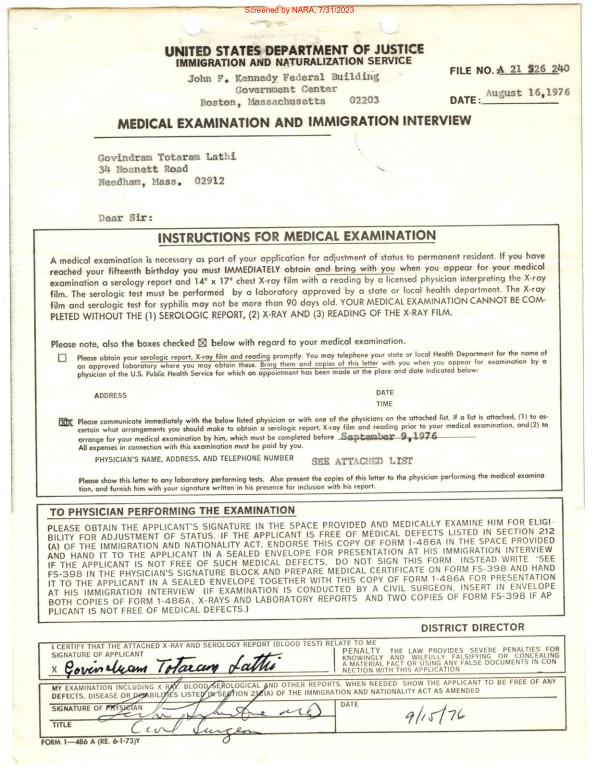 Screened by NARA, 7/31/2023
UNITED STATES DEPARTMENT OF JUSTICE
IMMIGRATION AND NATURALIZATION SERVICE
John F. Kennedy Federal Building
Government Center
Boston, Massachusetts 02203
FILE NO. A 21 526 240
DATE: August 16,1976
MEDICAL EXAMINATION AND IMMIGRATION INTERVIEW
Govindram Totaram Lathi
34 Noanett Road
Needham, Mass. 02912
Dear Sir:
INSTRUCTIONS FOR MEDICAL EXAMINATION
A medical examination is necessary as part of your application for adjustment of status to permanent resident. If you have
reached your fifteenth birthday you must IMMEDIATELY obtain and bring with you when you appear for your medical
examination a serology report and 14" x 17" chest X-ray film with a reading by a licensed physician interpreting the X-ray
film. The serologic test must be performed by a laboratory approved by a state or local health department. The X-ray
film and serologic test for syphilis may not be more than 90 days old. YOUR MEDICAL EXAMINATION CANNOT BE COM-
PLETED WITHOUT THE (1) SEROLOGIC REPORT, (2) X-RAY AND (3) READING OF THE X-RAY FILM.
Please note, also the boxes checked ☒ below with regard to your medical examination.
☐ Please obtain your serologic report, X-ray film and reading promptly. You may telephone your state or local Health Department for the name of
an approved laboratory where you may obtain these. Bring them and copies of this letter with you when you appear for examination by a
physician of the U.S. Public Health Service for which an appointment has been made at the place and date indicated below:
ADDRESS DATE
TIME
☒ Please communicate immediately with the below listed physician or with one of the physicians on the attached list, if a list is attached, (1) to as-
certain what arrangements you should make to obtain a serologic report, X-ray film and reading prior to your medical examination, and (2) to
arrange for your medical examination by him, which must be completed before September 9,1976
All expenses in connection with this examination must be paid by you.
PHYSICIAN'S NAME, ADDRESS, AND TELEPHONE NUMBER SEE ATTACHED LIST
Please show this letter to any laboratory performing tests. Also present the copies of this letter to the physician performing the medical examina-
tion, and furnish him with your signature written in his presence for inclusion with his report.
TO PHYSICIAN PERFORMING THE EXAMINATION
PLEASE OBTAIN THE APPLICANT'S SIGNATURE IN THE SPACE PROVIDED AND MEDICALLY EXAMINE HIM FOR ELIGI-
BILITY FOR ADJUSTMENT OF STATUS. IF THE APPLICANT IS FREE OF MEDICAL DEFECTS LISTED IN SECTION 212
(A) OF THE IMMIGRATION AND NATIONALITY ACT, ENDORSE THIS COPY OF FORM 1-486A IN THE SPACE PROVIDED
AND HAND IT TO THE APPLICANT IN A SEALED ENVELOPE FOR PRESENTATION AT HIS IMMIGRATION INTERVIEW
IF THE APPLICANT IS NOT FREE OF SUCH MEDICAL DEFECTS, DO NOT SIGN THIS FORM INSTEAD WRITE "SEE
FS-398 IN THE PHYSICIAN'S SIGNATURE BLOCK AND PREPARE MEDICAL CERTIFICATE ON FORM FS-398 AND HAND
IT TO THE APPLICANT IN A SEALED ENVELOPE TOGETHER WITH THIS COPY OF FORM 1-486A FOR PRESENTATION
AT HIS IMMIGRATION INTERVIEW (IF EXAMINATION IS CONDUCTED BY A CIVIL SURGEON, INSERT IN ENVELOPE
BOTH COPIES OF FORM 1-486A, X-RAYS AND LABORATORY REPORTS AND TWO COPIES OF FORM FS-398 IF AP
PLICANT IS NOT FREE OF MEDICAL DEFECTS.)
DISTRICT DIRECTOR
I CERTIFY THAT THE ATTACHED X-RAY AND SEROLOGY REPORT (BLOOD TEST) RELATE TO ME
SIGNATURE OF APPLICANT
X Govindram Totaram Lathi
PENALTY THE LAW PROVIDES SEVERE PENALTIES FOR
KNOWINGLY AND WILFULLY FALSIFYING OR CONCEALING
A MATERIAL FACT OR USING ANY FALSE DOCUMENTS IN CON
NECTION WITH THIS APPLICATION
MY EXAMINATION INCLUDING X-RAY, BLOOD SEROLOGICAL AND OTHER REPORTS. WHEN NEEDED SHOW THE APPLICANT TO BE FREE OF ANY
DEFECTS, DISEASE OR DISABILITIES LISTED IN SECTION 212(A) OF THE IMMIGRATION AND NATIONALITY ACT AS AMENDED
SIGNATURE OF PHYSICIAN
DATE
9/15/76
TITLE Civil Surgeon
FORM 1-486 A (RE. 6-1-73)Y